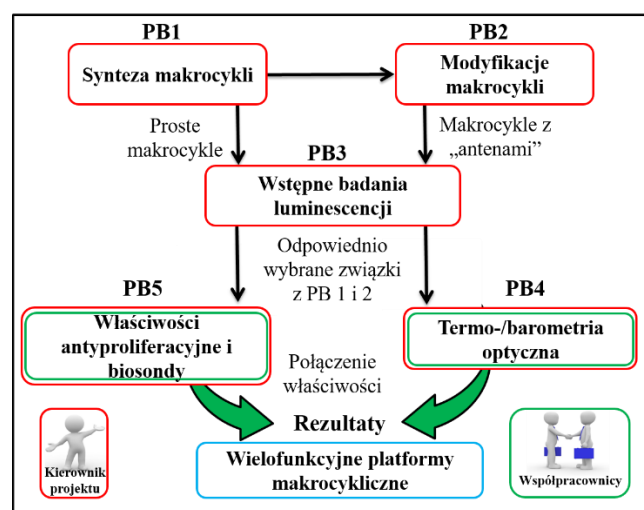 PB1
PB2
Synteza makrocykli
Modyfikacje
makrocykli
Proste
makrocykle
Makrocykle z
„antenami”
PB3
Wstępne badania
luminescencji
Odpowiednio
wybrane związki
z PB 1 i 2
PB5
PB4
Właściwości
antyproliferacyjne i
biosondy
Termo-/barometria
optyczna
Połączenie
właściwości
Rezultaty
Wielofunkcyjne platformy
makrocykliczne
Kierownik
projektu
Współpracownicy